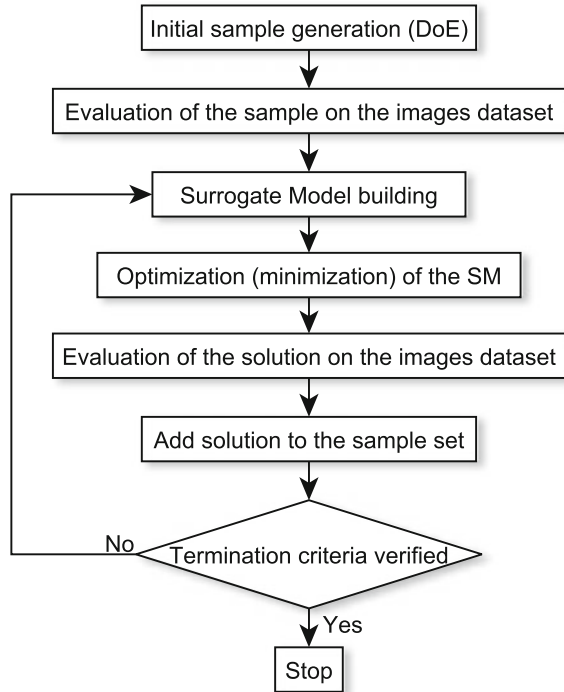 Initial sample generation (DoE)
Evaluation of the sample on the images dataset
Surrogate Model building
Optimization (minimization) of the SM
Evaluation of the solution on the images dataset
Add solution to the sample set
No
Termination criteria verified
Yes
Stop